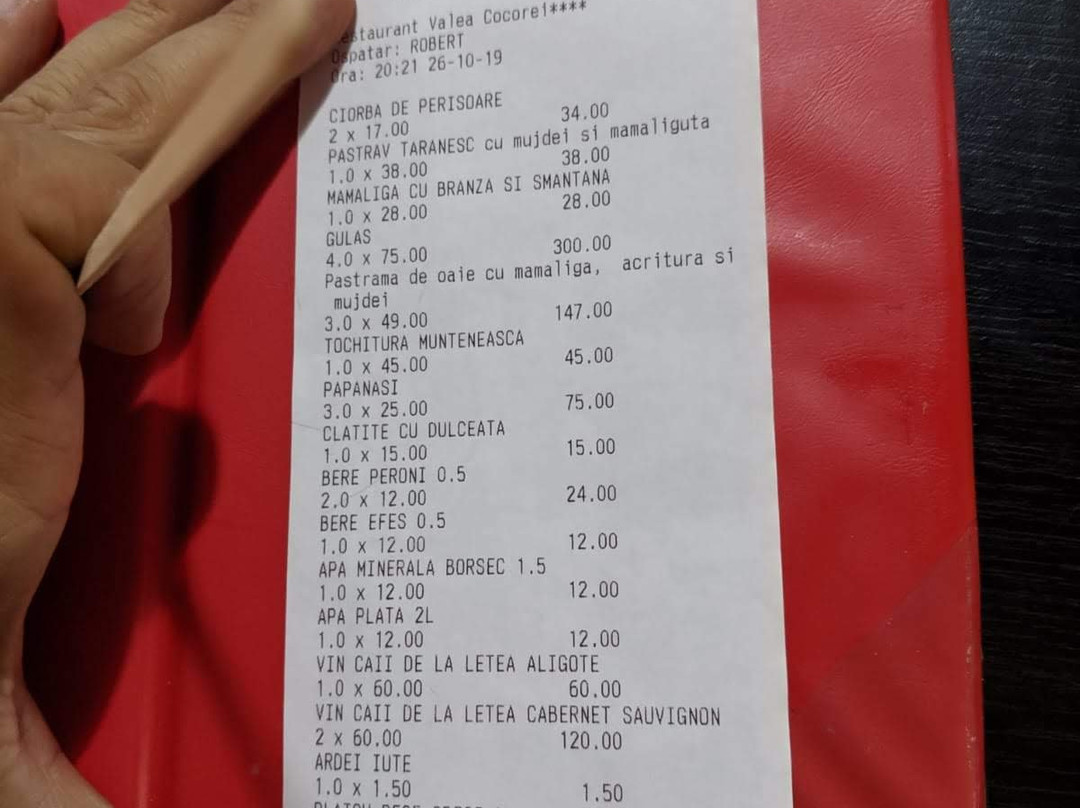 Restaurant Valea Cocorei****
Ospatar: ROBERT
Ora: 20:21 26-10-19
CIORBA DE PERISOARE
2 x 17.00 34.00
PASTRAV TARANESC cu mujdei si mamaliguta
1.0 x 38.00 38.00
MAMALIGA CU BRANZA SI SMANTANA
1.0 x 28.00 28.00
GULAS
4.0 x 75.00 300.00
Pastrama de oaie cu mamaliga, acritura si
mujdei
3.0 x 49.00 147.00
TOCHITURA MUNTENEASCA
1.0 x 45.00 45.00
PAPANASI
3.0 x 25.00 75.00
CLATITE CU DULCEATA
1.0 x 15.00 15.00
BERE PERONI 0.5
2.0 x 12.00 24.00
BERE EFES 0.5
1.0 x 12.00 12.00
APA MINERALA BORSEC 1.5
1.0 x 12.00 12.00
APA PLATA 2L
1.0 x 12.00 12.00
VIN CAII DE LA LETEA ALIGOTE
1.0 x 60.00 60.00
VIN CAII DE LA LETEA CABERNET SAUVIGNON
2 x 60.00 120.00
ARDEI IUTE
1.0 x 1.50 1.50